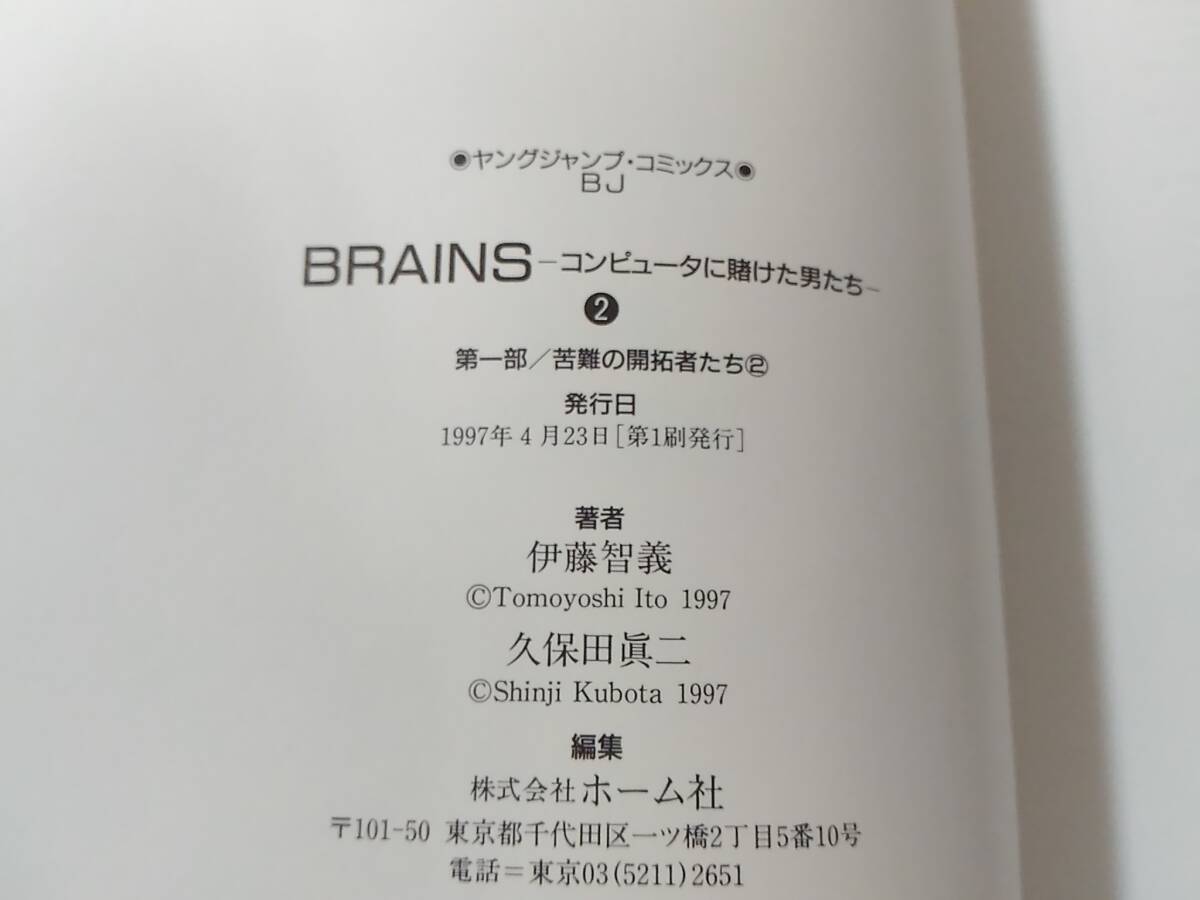 ◉ヤングジャンプ・コミックス◉
BJ
BRAINS－コンピュータに賭けた男たち－
❷
第一部／苦難の開拓者たち②
発行日
1997年4月23日[第1刷発行]
著者
伊藤智義
©Tomoyoshi Ito 1997
久保田眞二
©Shinji Kubota 1997
編集
株式会社ホーム社
〒101-50 東京都千代田区一ツ橋2丁目5番10号
電話＝東京03(5211)2651